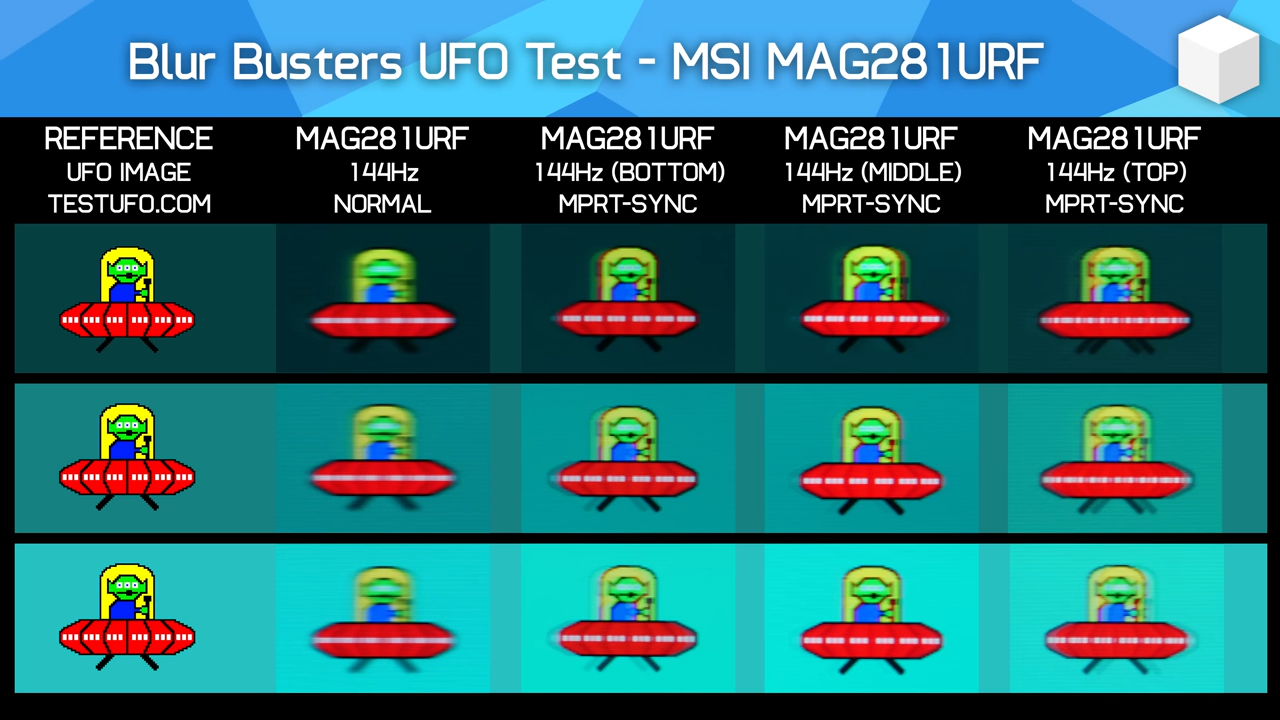 Blur Busters UFO Test - MSI MAG281URF
REFERENCE
UFO IMAGE
TESTUFO.COM
MAG281URF
144Hz
NORMAL
MAG281URF
144Hz (BOTTOM)
MPRT-SYNC
MAG281URF
144Hz (MIDDLE)
MPRT-SYNC
MAG281URF
144Hz (TOP)
MPRT-SYNC